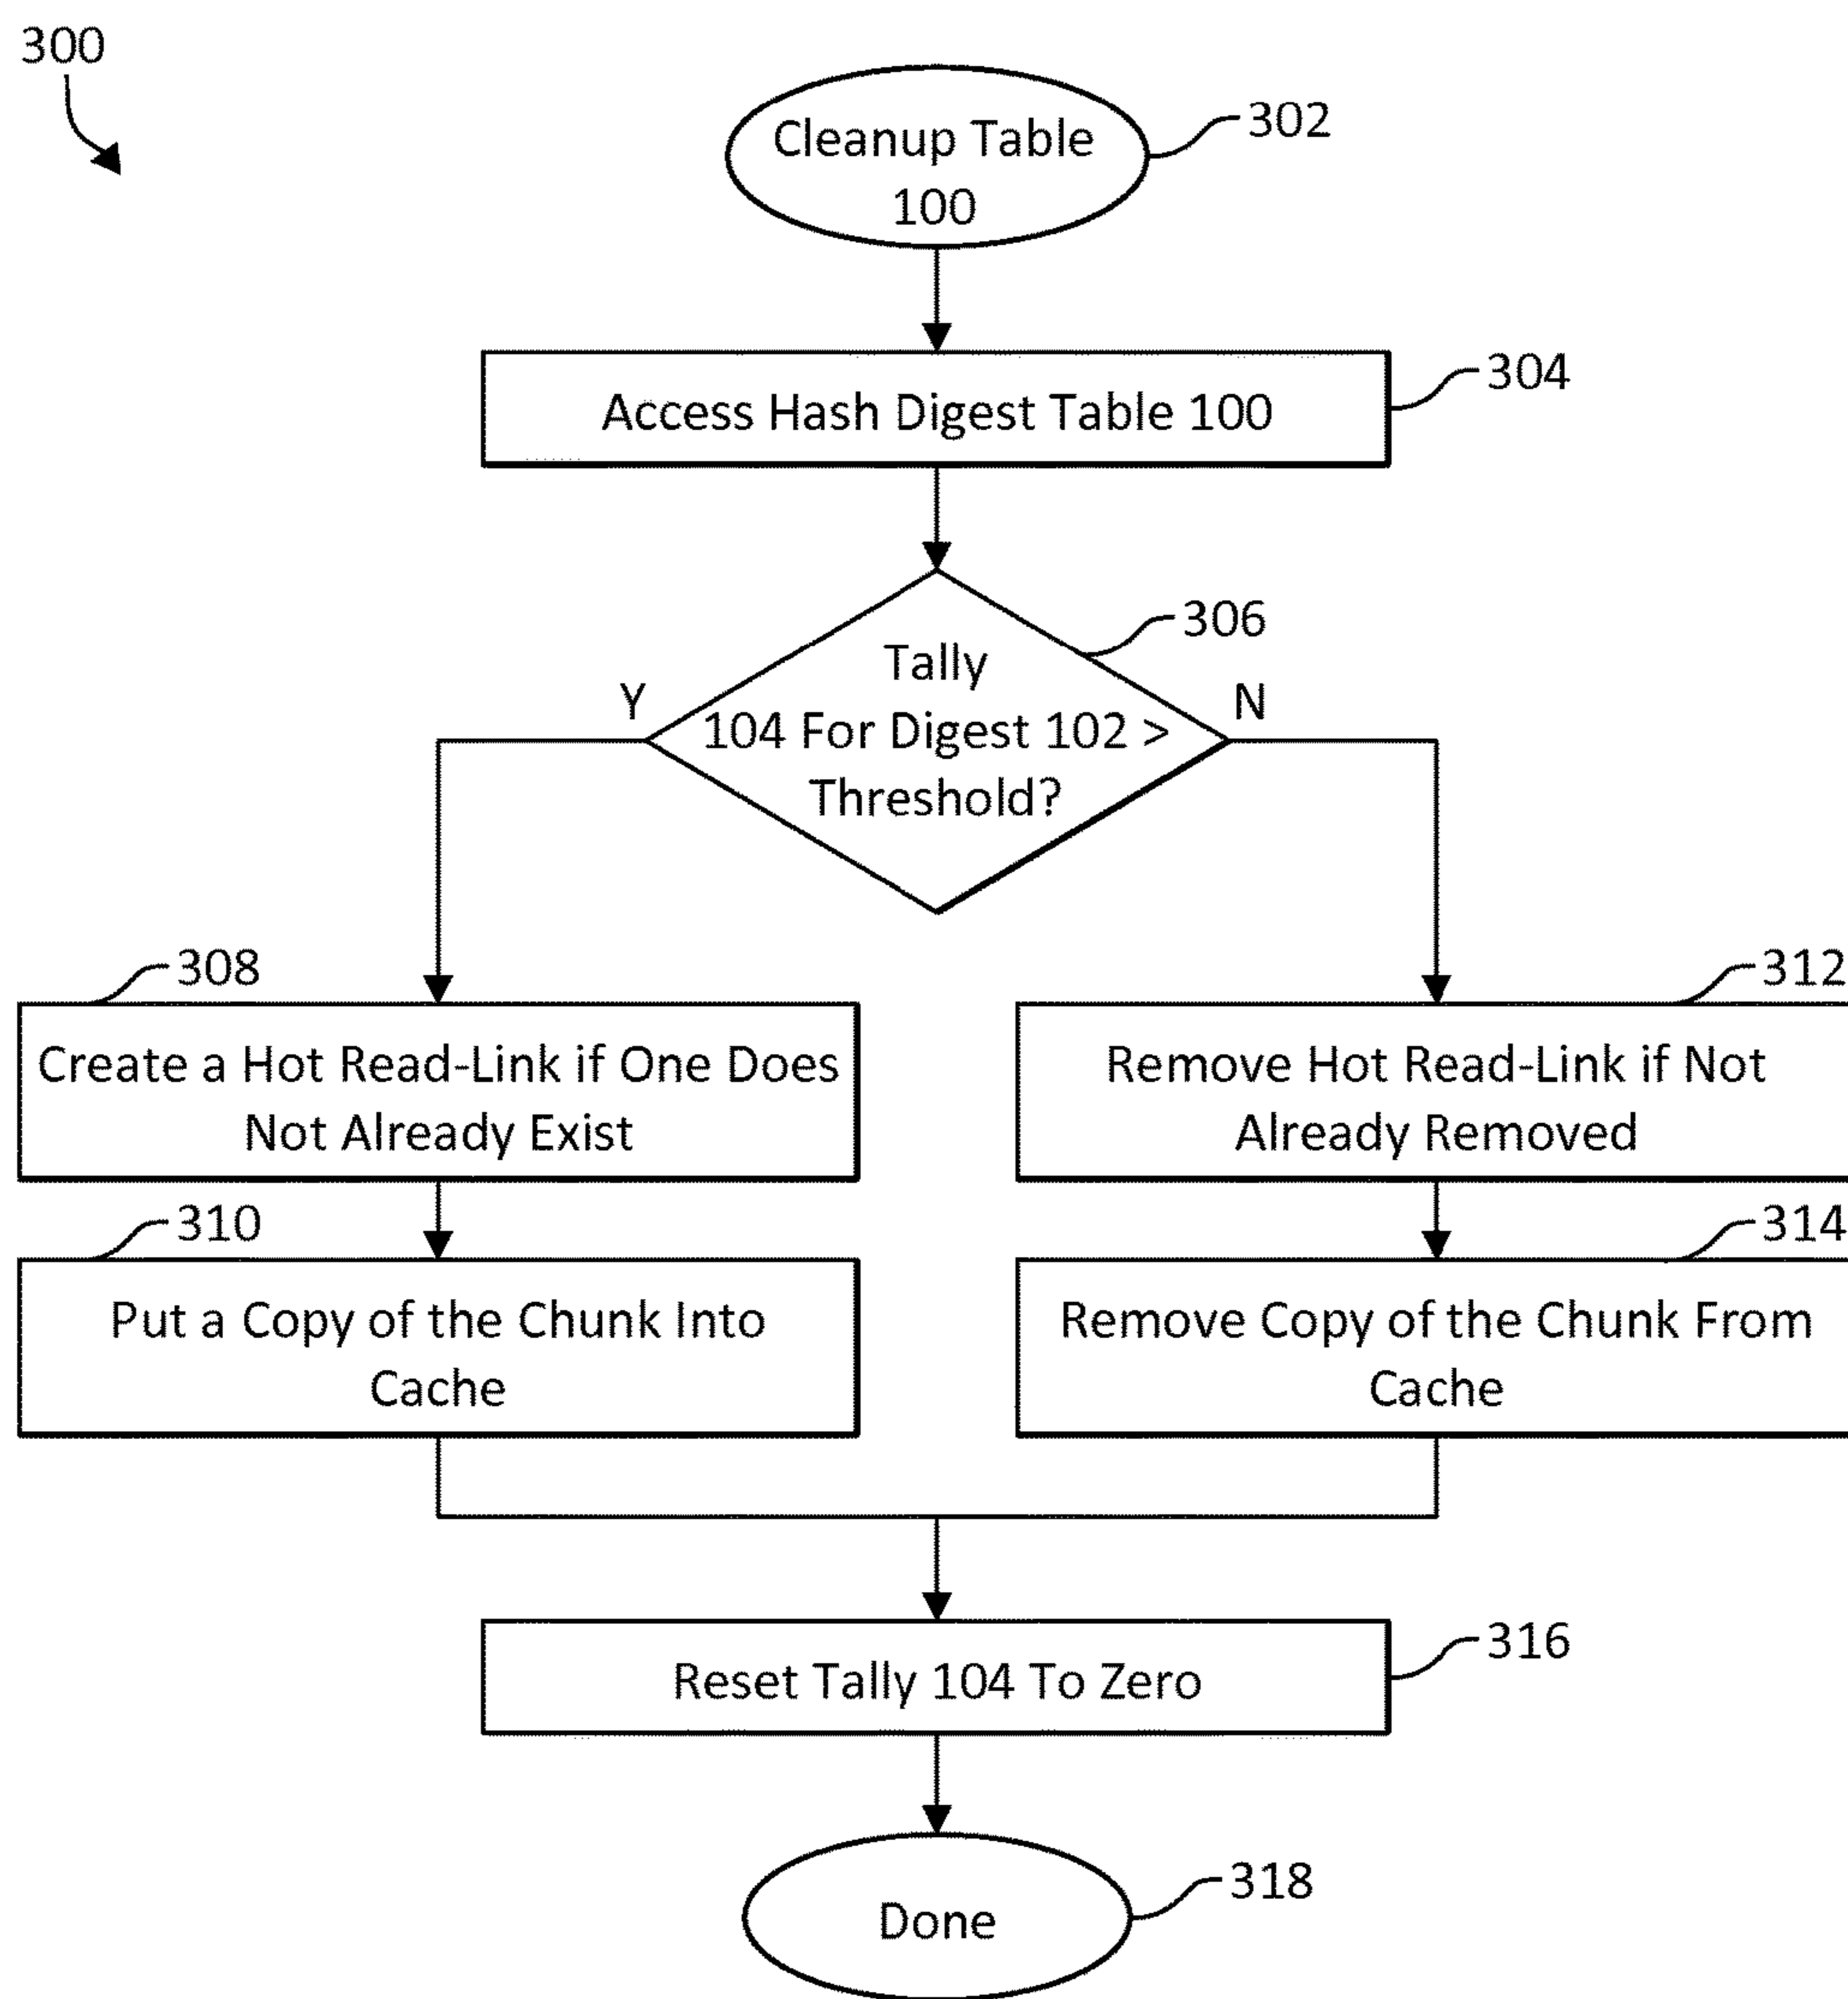 300
Cleanup Table
100
302
Access Hash Digest Table 100
304
306
Tally
104 For Digest 102 >
Threshold?
Y
N
308
Create a Hot Read-Link if One Does
Not Already Exist
312
Remove Hot Read-Link if Not
Already Removed
310
Put a Copy of the Chunk Into
Cache
314
Remove Copy of the Chunk From
Cache
Reset Tally 104 To Zero
316
Done
318